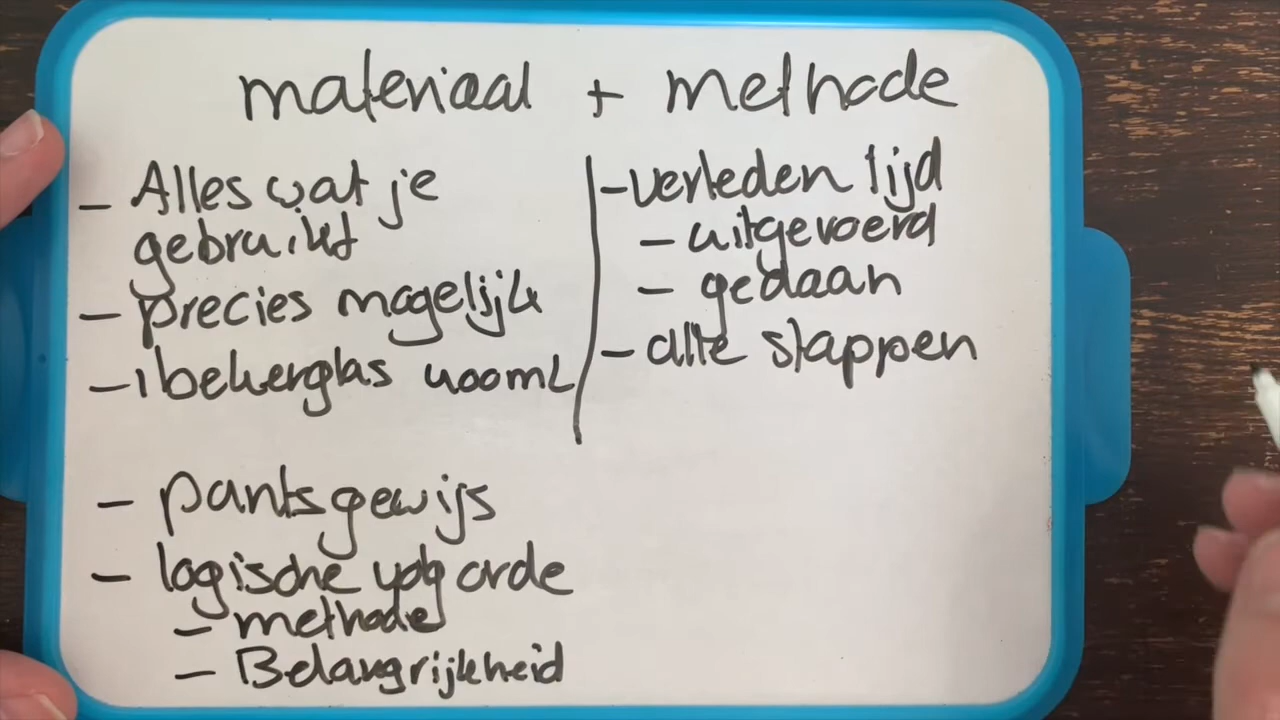 materiaal + methode
- Alles wat je
gebruikt
- precies mogelijk
- 1 bekerglas 400mL
- puntsgewijs
- logische volgorde
- methode
- Belangrijkheid
- verleden tijd
- uitgevoerd
- gedaan
- alle stappen